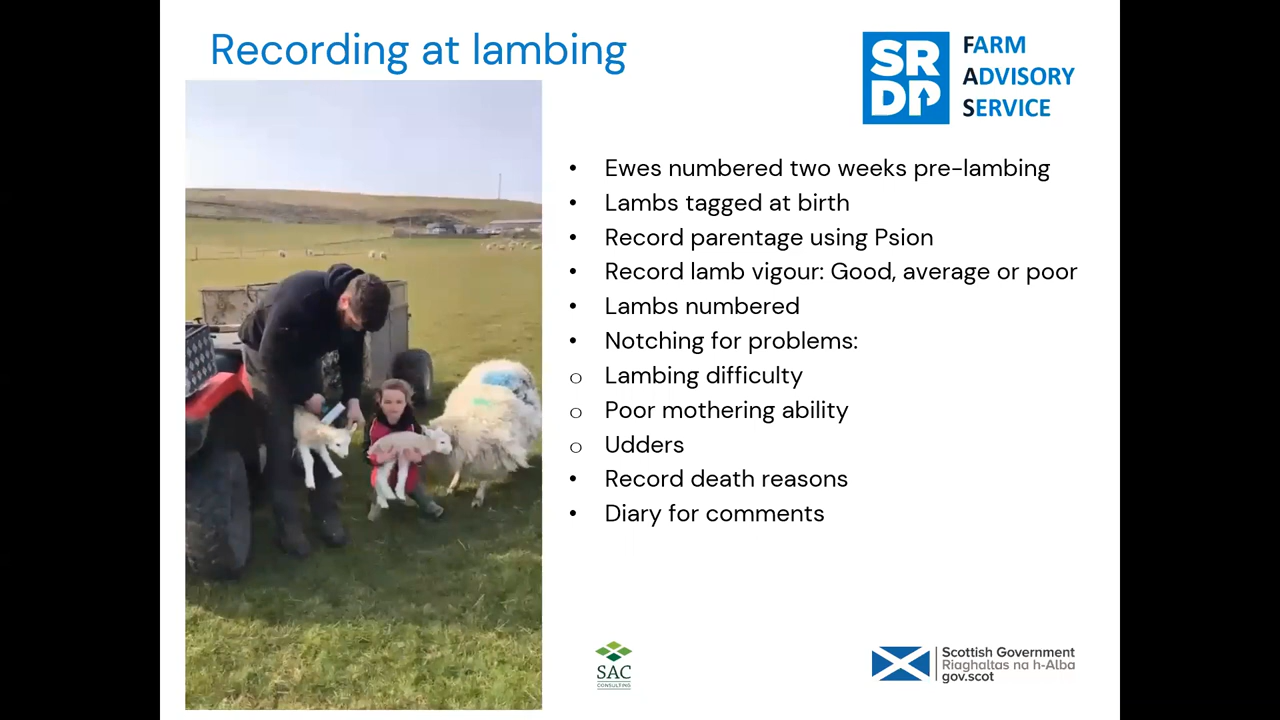 Recording at lambing
SR
DP
FARM
ADVISORY
SERVICE
• Ewes numbered two weeks pre-lambing
• Lambs tagged at birth
• Record parentage using Psion
• Record lamb vigour: Good, average or poor
• Lambs numbered
• Notching for problems:
o Lambing difficulty
o Poor mothering ability
o Udders
• Record death reasons
• Diary for comments
SAC
CONSULTING
Scottish Government
Riaghaltas na h-Alba
gov.scot